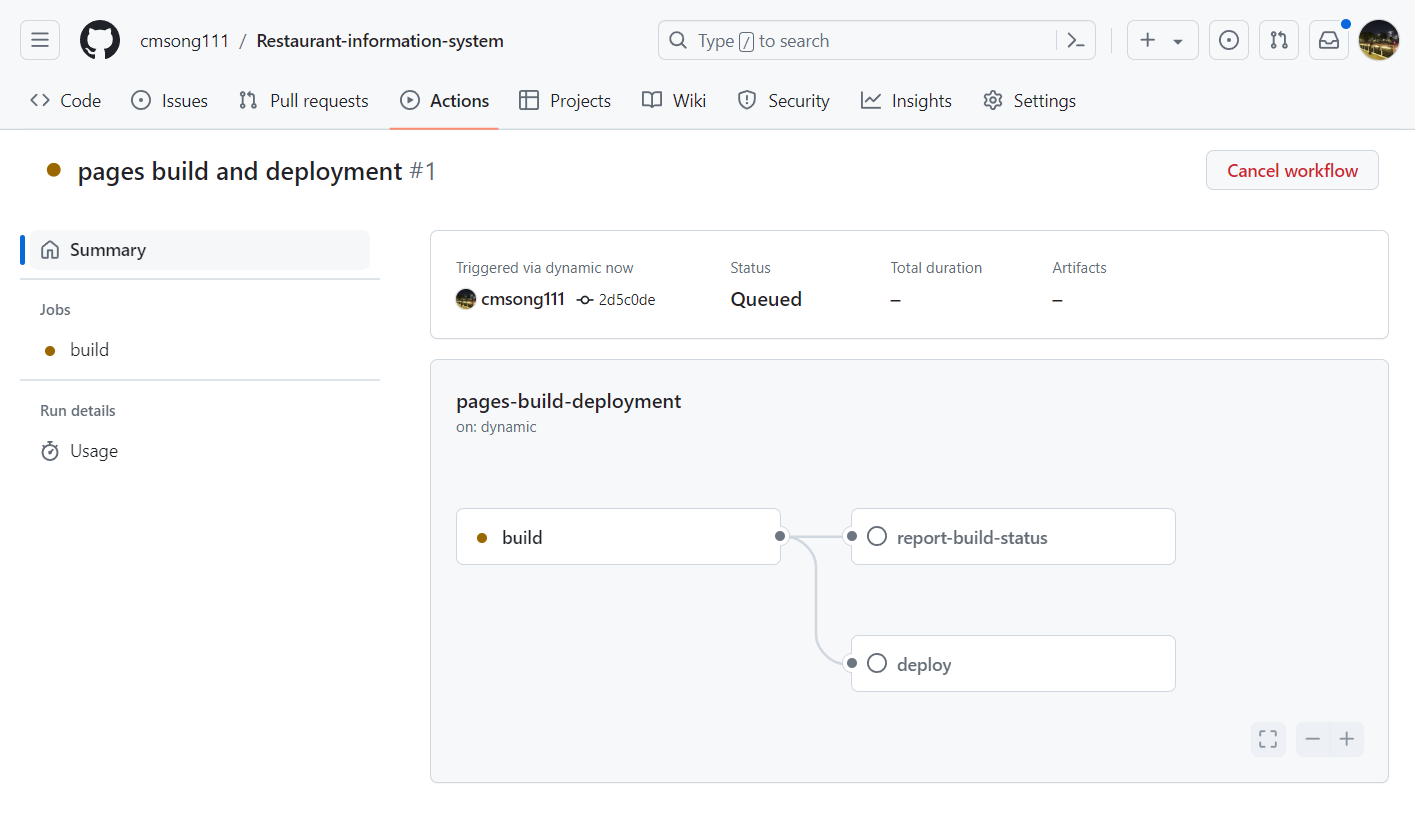 cmsong111 / Restaurant-information-system
Type / to search
Code
Issues
Pull requests
Actions
Projects
Wiki
Security
Insights
Settings
pages build and deployment #1
Cancel workflow
Summary
Jobs
build
Run details
Usage
Triggered via dynamic now
cmsong111 2d5c0de
Status
Queued
Total duration
–
Artifacts
–
pages-build-deployment
on: dynamic
build
report-build-status
deploy